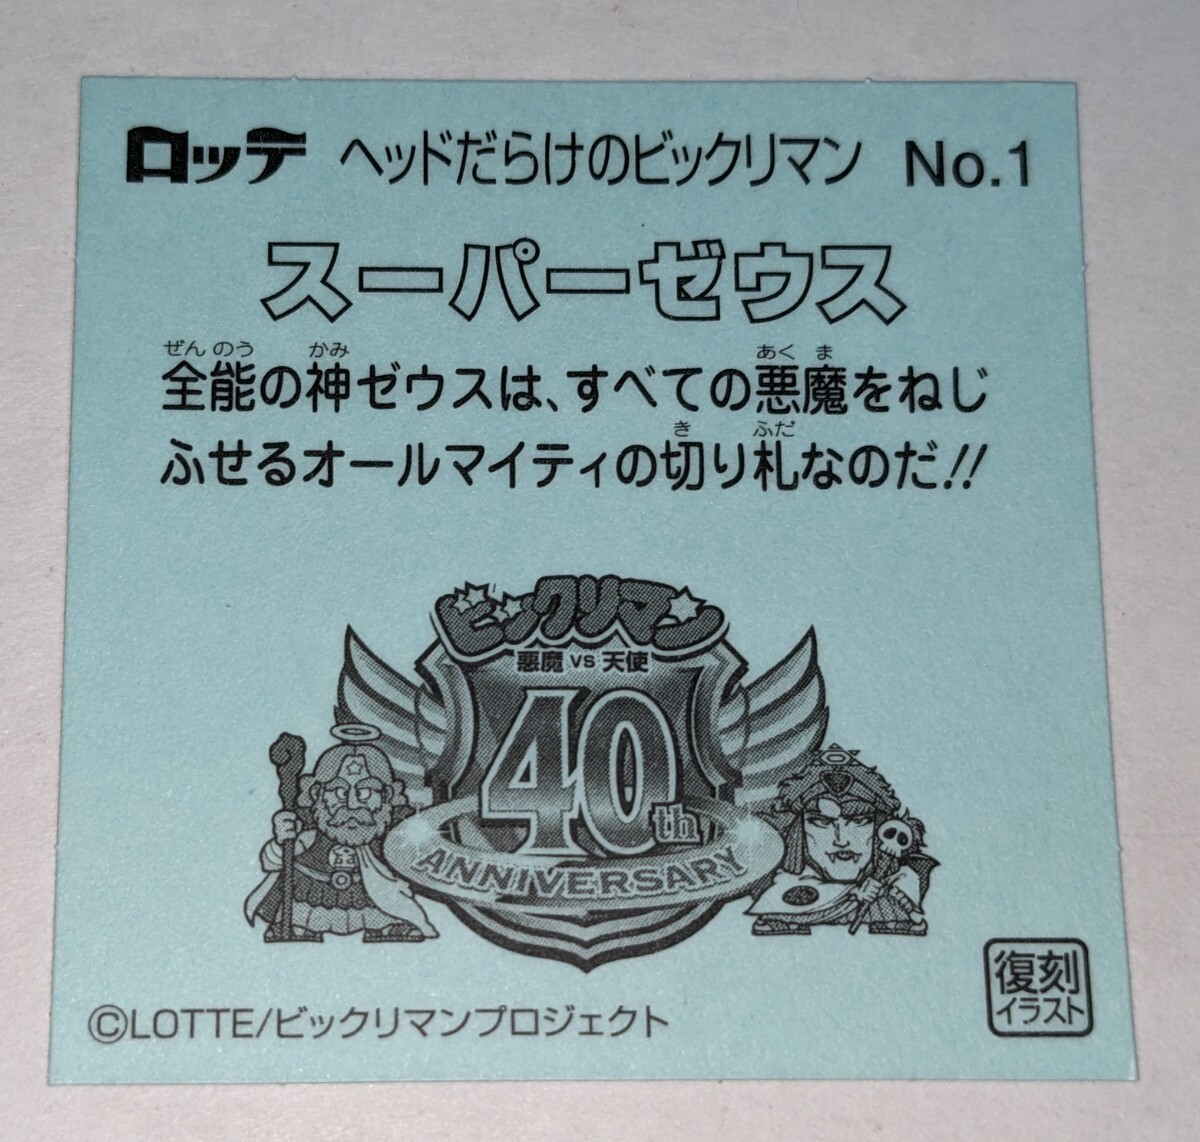 ロッテ ヘッドだらけのビックリマン No.1
スーパーゼウス
ぜんのう かみ あくま
全能の神ゼウスは、すべての悪魔をねじ
き ふだ
ふせるオールマイティの切り札なのだ!!
ビックリマン
悪魔 VS 天使
40th
ANNIVERSARY
復刻
イラスト
©LOTTE/ビックリマンプロジェクト